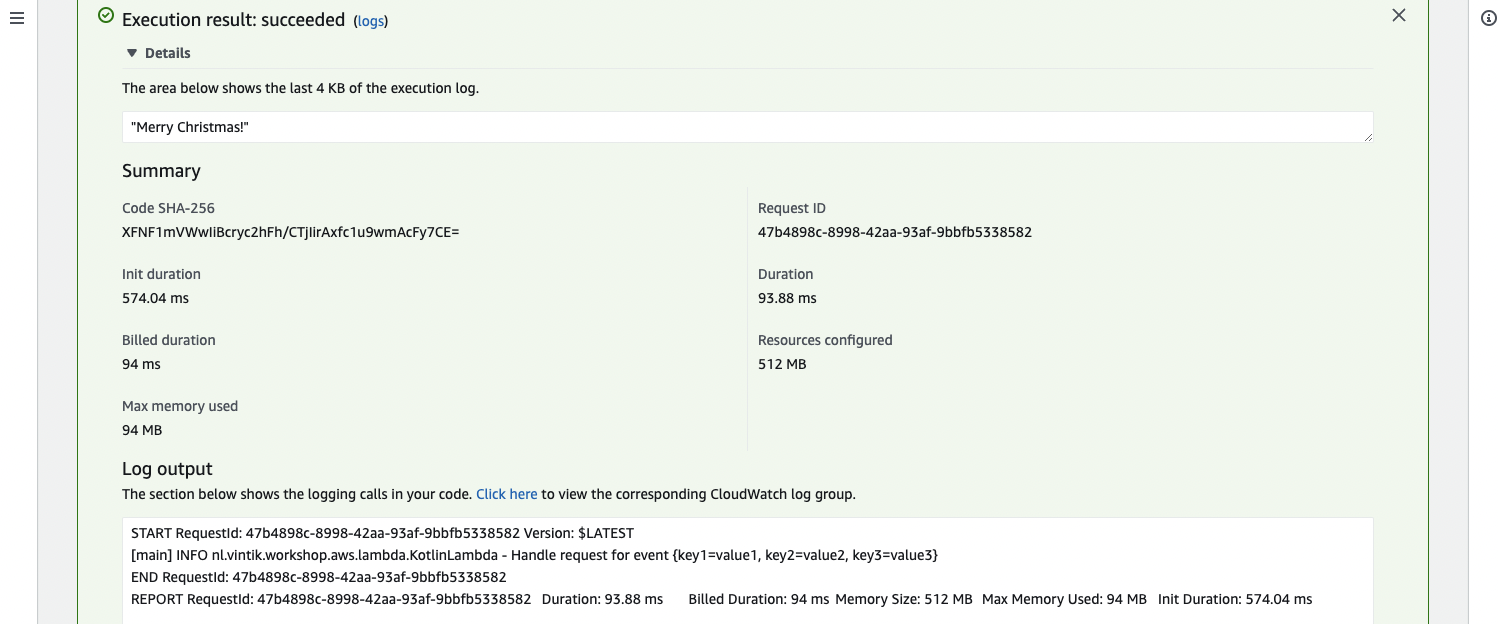 Execution result: succeeded (logs)
Details
The area below shows the last 4 KB of the execution log.
"Merry Christmas!"
Summary
Code SHA-256
XFNF1mVWwIiBcryc2hFh/CTjIirAxfc1u9wmAcFy7CE=
Request ID
47b4898c-8998-42aa-93af-9bbfb5338582
Init duration
574.04 ms
Duration
93.88 ms
Billed duration
94 ms
Resources configured
512 MB
Max memory used
94 MB
Log output
The section below shows the logging calls in your code. Click here to view the corresponding CloudWatch log group.
START RequestId: 47b4898c-8998-42aa-93af-9bbfb5338582 Version: $LATEST
[main] INFO nl.vintik.workshop.aws.lambda.KotlinLambda - Handle request for event {key1=value1, key2=value2, key3=value3}
END RequestId: 47b4898c-8998-42aa-93af-9bbfb5338582
REPORT RequestId: 47b4898c-8998-42aa-93af-9bbfb5338582 Duration: 93.88 ms Billed Duration: 94 ms Memory Size: 512 MB Max Memory Used: 94 MB Init Duration: 574.04 ms